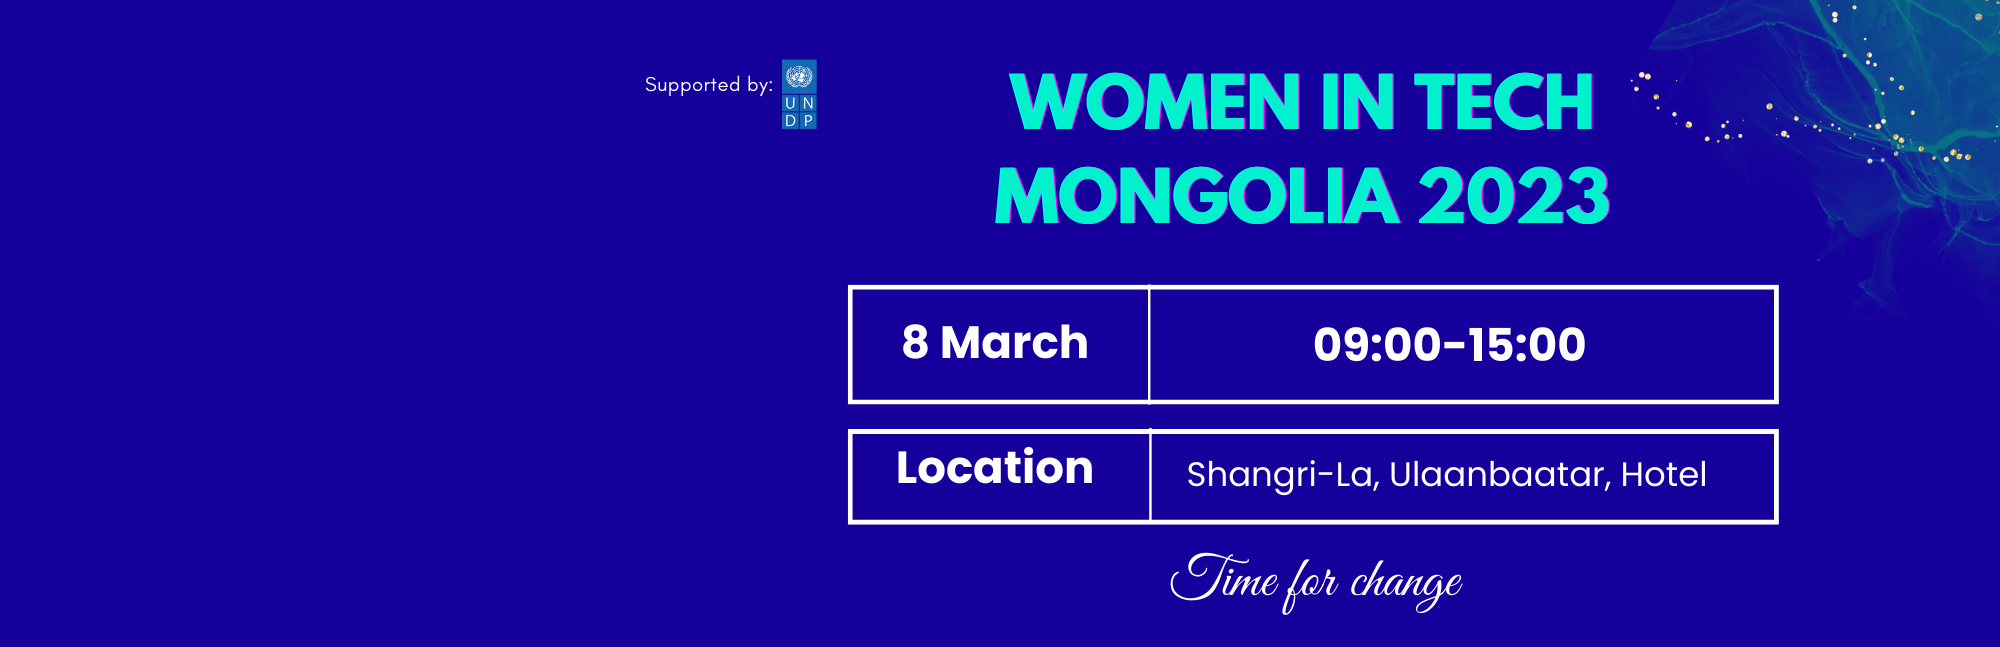 Supported by:
U N
D P
WOMEN IN TECH
MONGOLIA 2023
8 March
09:00-15:00
Location
Shangri-La, Ulaanbaatar, Hotel
Time for change